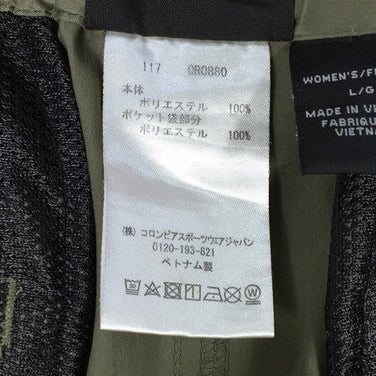 117 OR0880
本体
ポリエステル 100%
ポケット袋部分
ポリエステル 100%
(株) コロンビアスポーツウェアジャパン
0120-193-821
ベトナム製
WOMEN'S/F
L/G
MADE IN V
FABRIQU
VIETNA